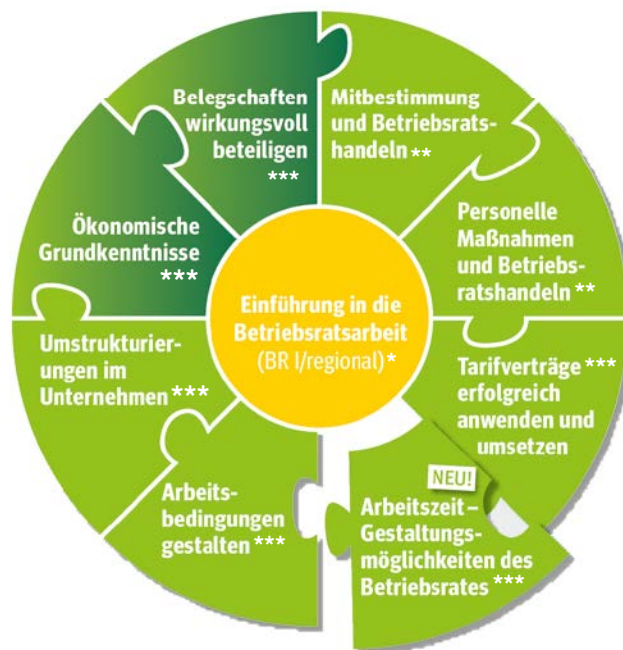 Belegschaften
wirkungsvoll
beteiligen
***
Mitbestimmung
und Betriebsrats-
handeln **
Personelle
Maßnahmen
und Betriebs-
ratshandeln **
Tarifverträge ***
erfolgreich
anwenden und
umsetzen
NEU!
Arbeitszeit –
Gestaltungs-
möglichkeiten des
Betriebsrates ***
Arbeits-
bedingungen
gestalten ***
Umstrukturier-
ungen im
Unternehmen ***
Ökonomische
Grundkenntnisse
***
Einführung in die
Betriebsratsarbeit
(BR I/regional)*